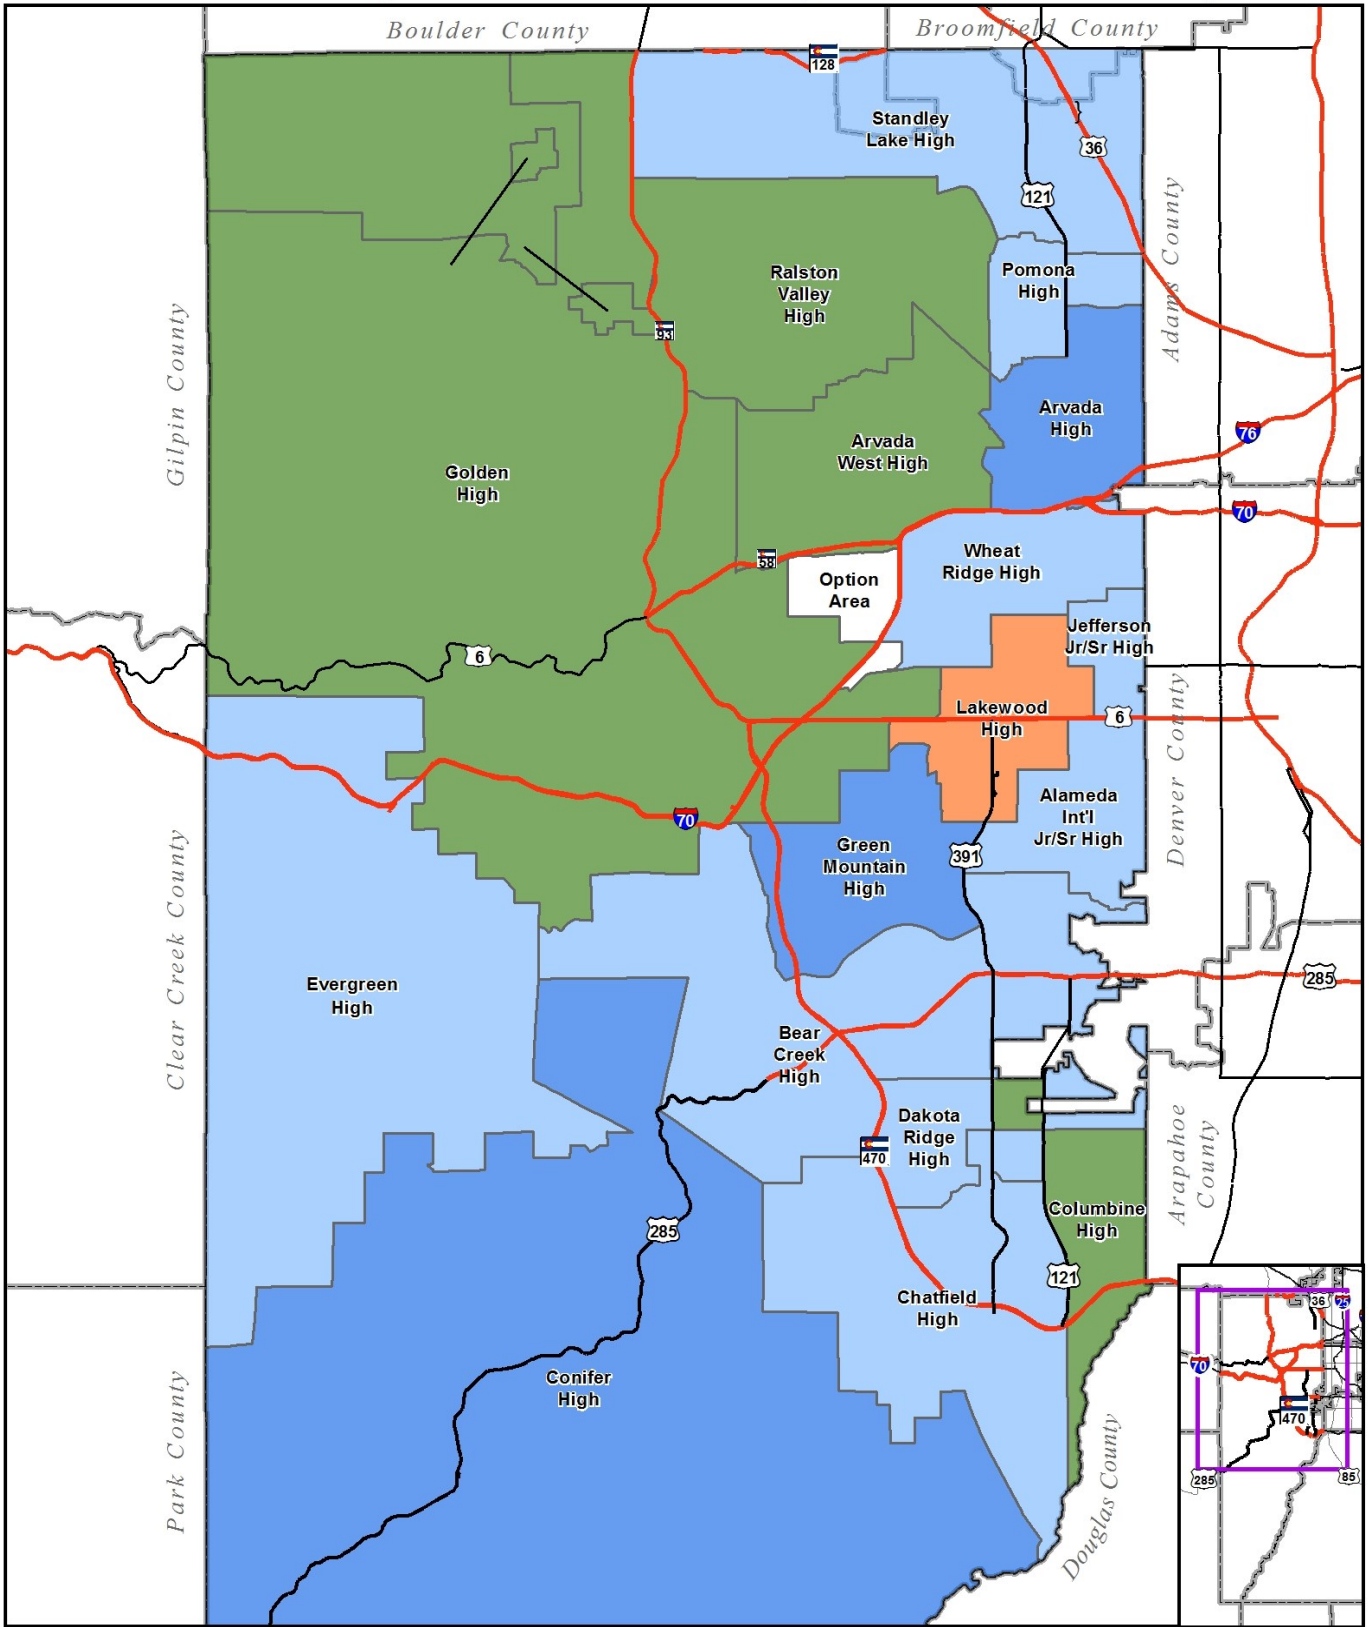 Boulder County
Broomfield County
128
Standley
Lake High
36
121
Adams County
Ralston
Valley
High
Pomona
High
Gilpin County
93
Arvada
High
Arvada
West High
76
Golden
High
70
58
Wheat
Ridge High
Option
Area
Jefferson
Jr/Sr High
6
Lakewood
High
6
Denver County
70
Alameda
Int'l
Jr/Sr High
Green
Mountain
High
391
Clear Creek County
Evergreen
High
285
Bear
Creek
High
Dakota
Ridge
High
470
Arapahoe
County
Columbine
High
285
121
Chatfield
High
Conifer
High
Park County
Douglas County
36
25
70
470
285
85